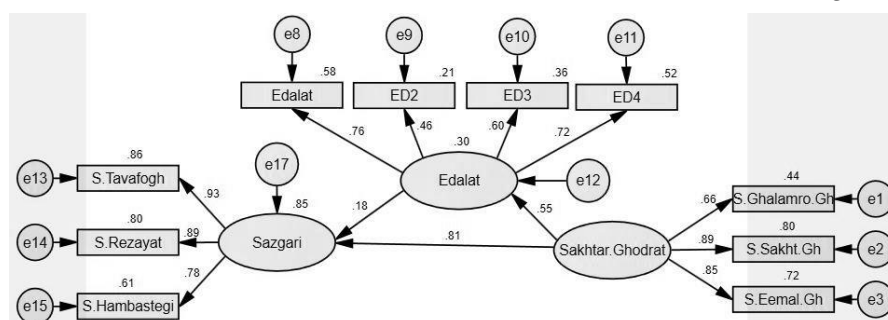 e8
e9
e10
e11
.58
.21
.36
.52
Edalat
ED2
ED3
ED4
.76
.46
.60
.72
.30
Edalat
e12
e17
.86
e13
S.Tavafogh
.93
.85
Sazgari
.18
.55
.44
S.Ghalamro.Gh
e1
.66
.80
e14
S.Rezayat
.89
.81
Sakhtar.Ghodrat
.89
.80
S.Sakht.Gh
e2
.61
e15
S.Hambastegi
.78
.85
.72
S.Eemal.Gh
e3